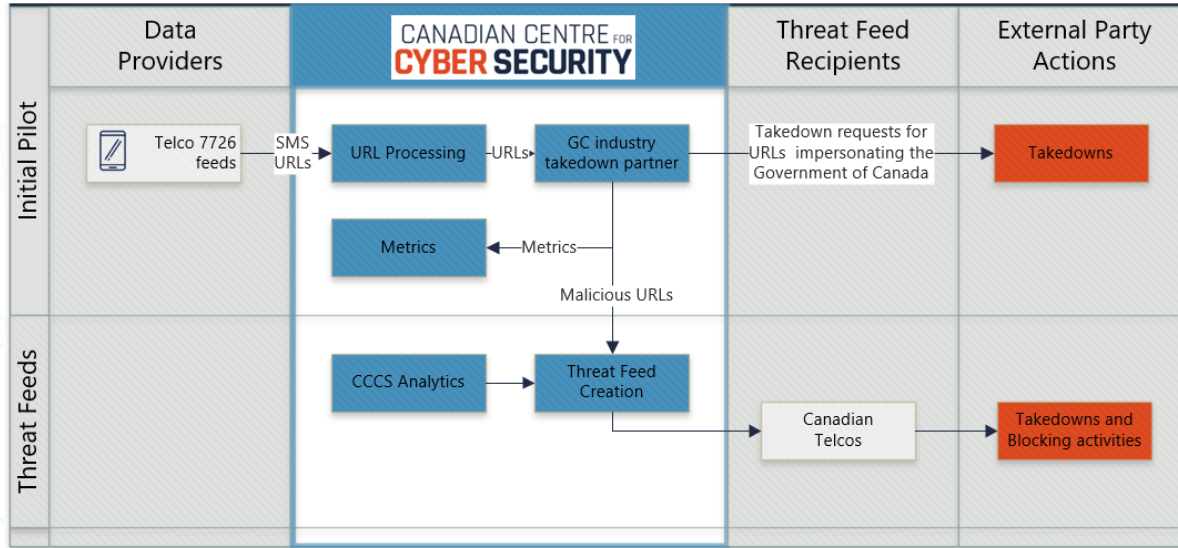 Data
Providers
CANADIAN CENTRE FOR
CYBER SECURITY
Threat Feed
Recipients
External Party
Actions
Initial Pilot
Telco 7726
feeds
SMS
URLs
URL Processing
URLs
GC industry
takedown partner
Takedown requests for
URLs impersonating the
Government of Canada
Takedowns
Metrics
Metrics
Malicious URLs
Threat Feeds
CCCS Analytics
Threat Feed
Creation
Canadian
Telcos
Takedowns and
Blocking activities